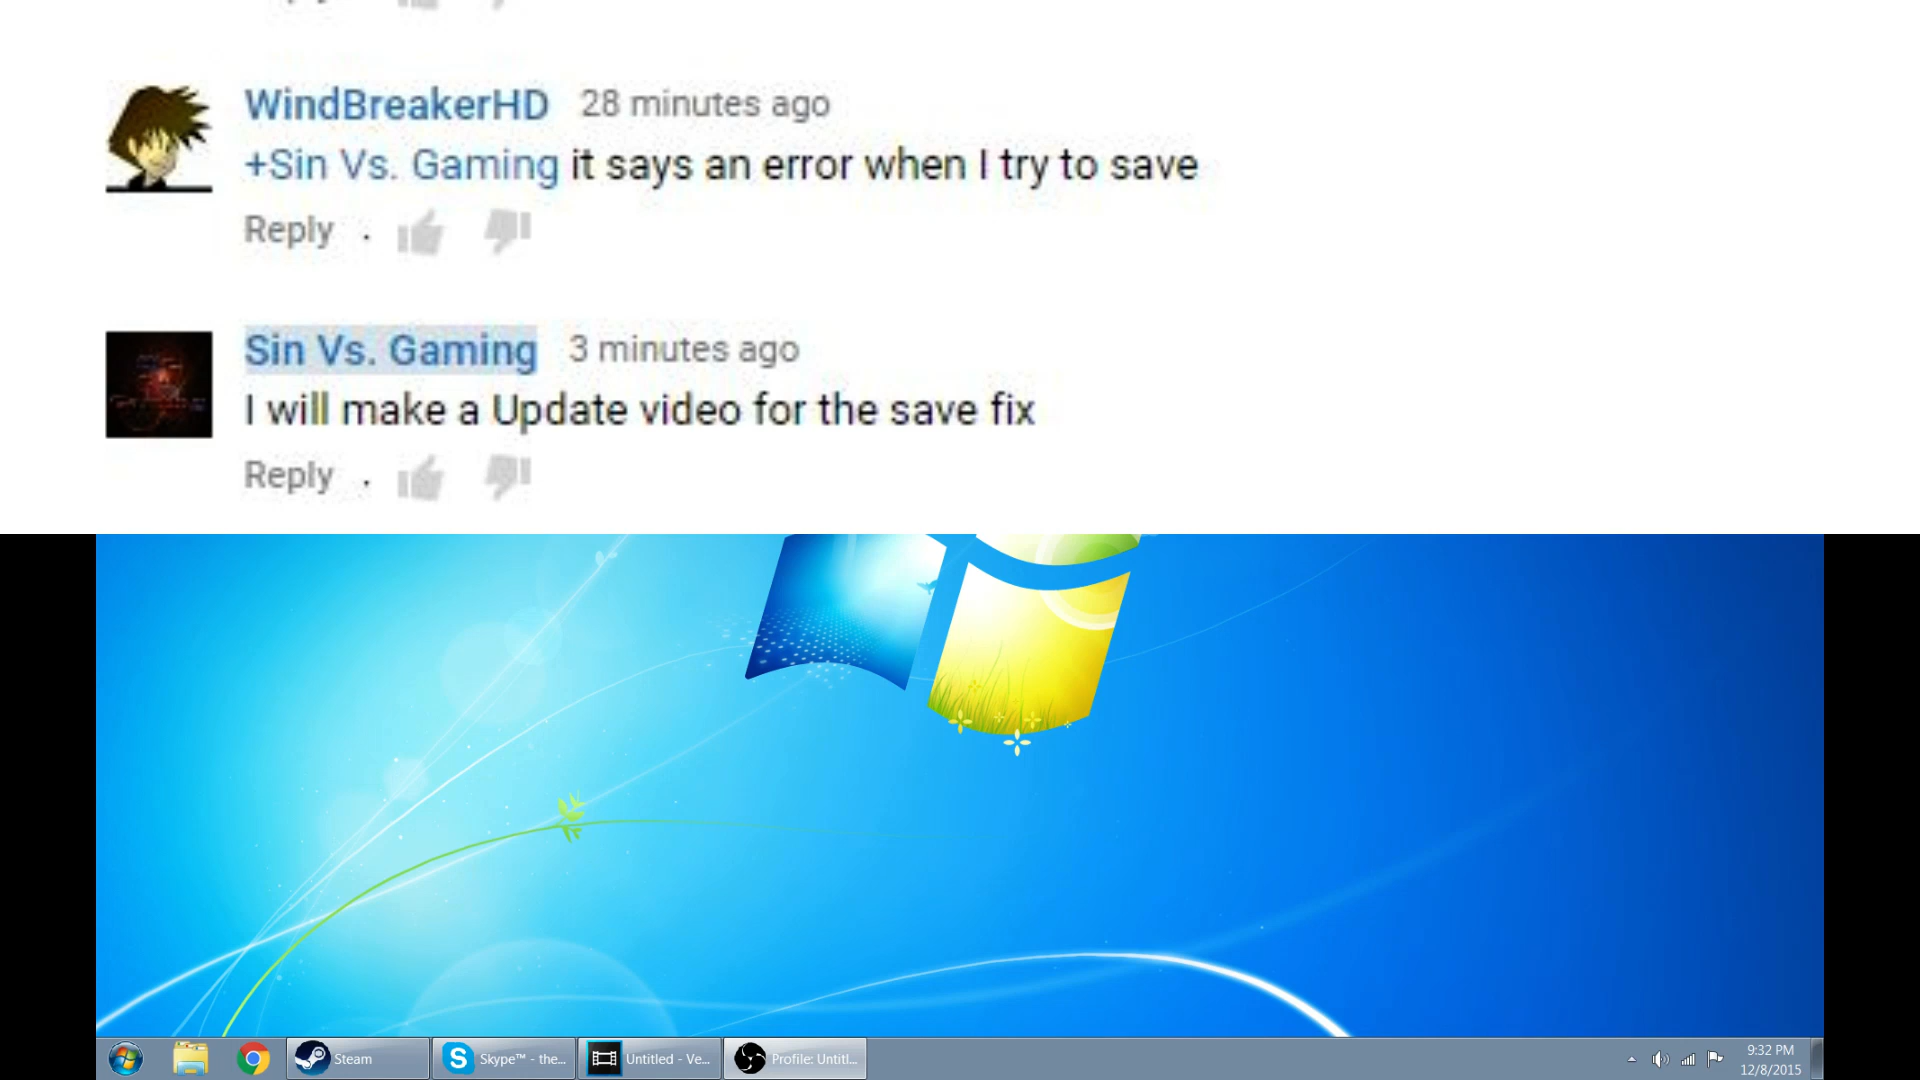 WindBreakerHD 28 minutes ago
+Sin Vs. Gaming it says an error when I try to save
Reply .
Sin Vs. Gaming 3 minutes ago
I will make a Update video for the save fix
Reply .
Steam
Skype™ - the...
Untitled - Ve...
Profile: Untitl...
9:32 PM
12/8/2015